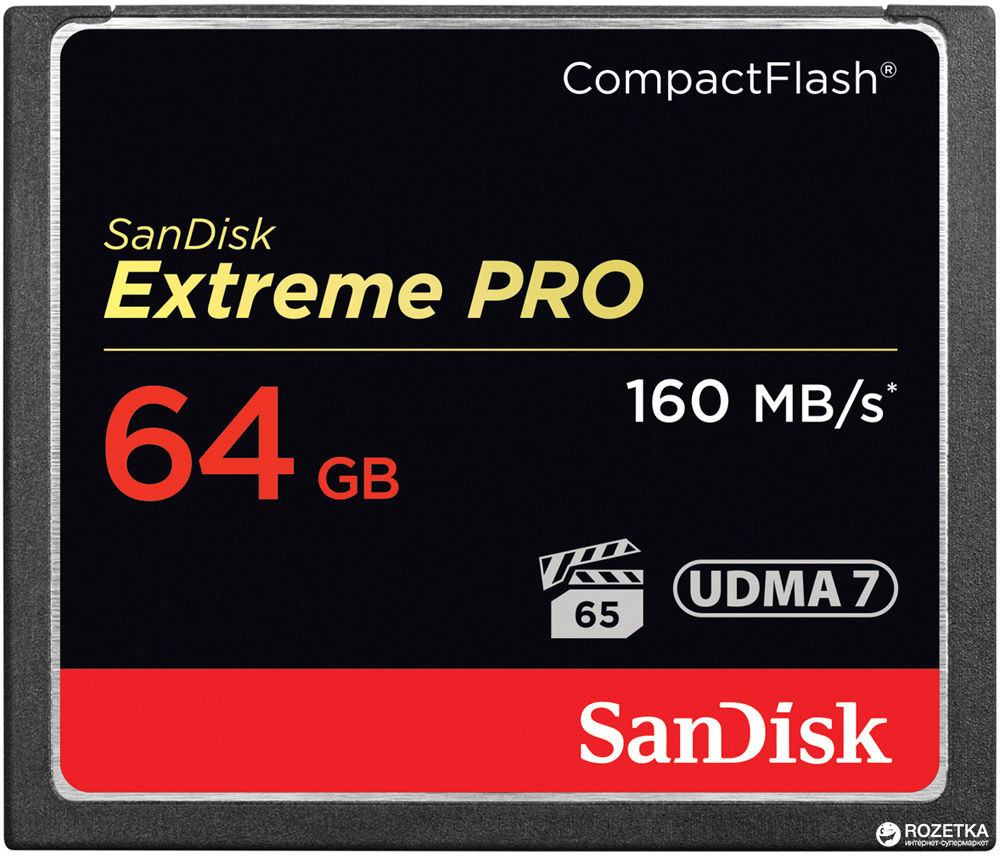 CompactFlash®
SanDisk
Extreme PRO
160 MB/s*
64 GB
65
UDMA 7
SanDisk
ROZETKA
интернет-супермаркет